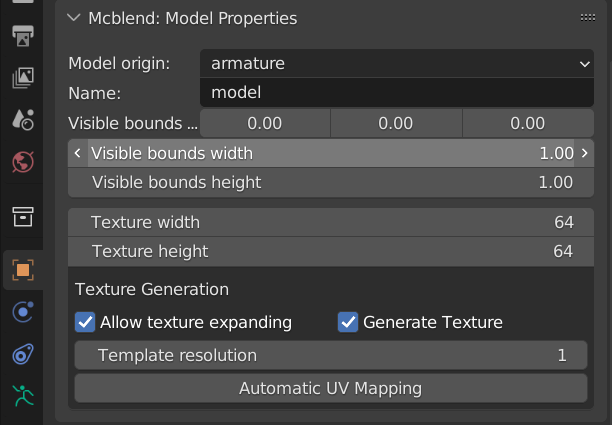 Mcblend: Model Properties
Model origin: armature
Name: model
Visible bounds ... 0.00 0.00 0.00
Visible bounds width 1.00
Visible bounds height 1.00
Texture width 64
Texture height 64
Texture Generation
Allow texture expanding Generate Texture
Template resolution 1
Automatic UV Mapping